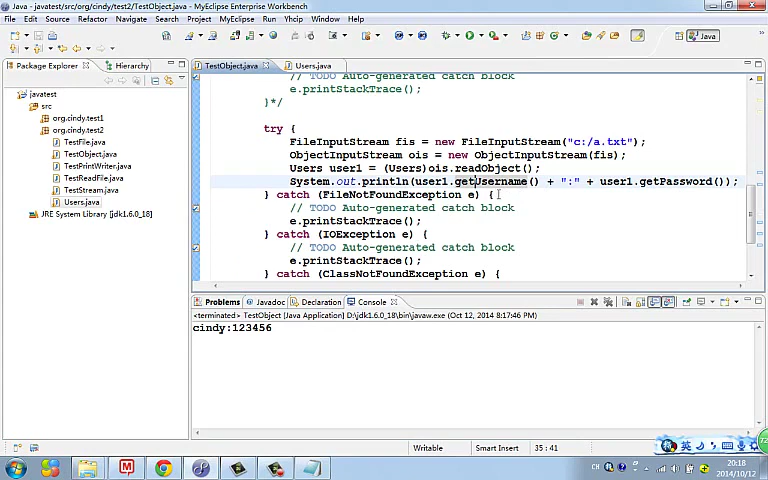 Java - javatest/src/org/cindy/test2/TestObject.java - MyEclipse Enterprise Workbench
File Edit Source Refactor Navigate Search Project MyEclipse Run Yhcip Window Help
Java
Package Explorer Hierarchy
TestObject.java Users.java
javatest
src
org.cindy.test1
org.cindy.test2
TestFile.java
TestObject.java
TestPrintWriter.java
TestReadFile.java
TestStream.java
Users.java
JRE System Library [jdk1.6.0_18]
// TODO Auto-generated catch block
e.printStackTrace();
}*/
try {
FileInputStream fis = new FileInputStream("c:/a.txt");
ObjectInputStream ois = new ObjectInputStream(fis);
Users user1 = (Users)ois.readObject();
System.out.println(user1.getUsername() + ":" + user1.getPassword());
} catch (FileNotFoundException e) {
// TODO Auto-generated catch block
e.printStackTrace();
} catch (IOException e) {
// TODO Auto-generated catch block
e.printStackTrace();
} catch (ClassNotFoundException e) {
Problems Javadoc Declaration Console
<terminated> TestObject [Java Application] D:\jdk1.6.0_18\bin\javaw.exe (Oct 12, 2014 8:17:46 PM)
cindy:123456
Writable Smart Insert 35 : 41
英
72
CH
20:18
2014/10/12